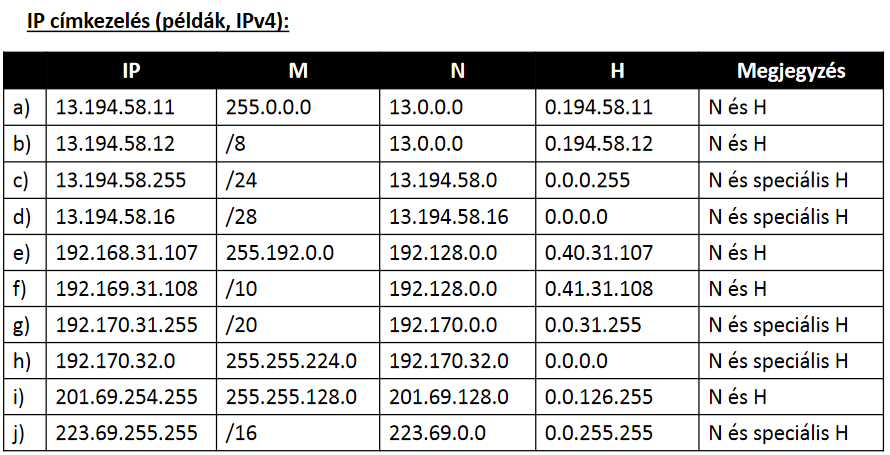 IP címkezelés (példák, IPv4):
IP M N H Megjegyzés
a) 13.194.58.11 255.0.0.0 13.0.0.0 0.194.58.11 N és H
b) 13.194.58.12 /8 13.0.0.0 0.194.58.12 N és H
c) 13.194.58.255 /24 13.194.58.0 0.0.0.255 N és speciális H
d) 13.194.58.16 /28 13.194.58.16 0.0.0.0 N és speciális H
e) 192.168.31.107 255.192.0.0 192.128.0.0 0.40.31.107 N és H
f) 192.169.31.108 /10 192.128.0.0 0.41.31.108 N és H
g) 192.170.31.255 /20 192.170.0.0 0.0.31.255 N és speciális H
h) 192.170.32.0 255.255.224.0 192.170.32.0 0.0.0.0 N és speciális H
i) 201.69.254.255 255.255.128.0 201.69.128.0 0.0.126.255 N és H
j) 223.69.255.255 /16 223.69.0.0 0.0.255.255 N és speciális H